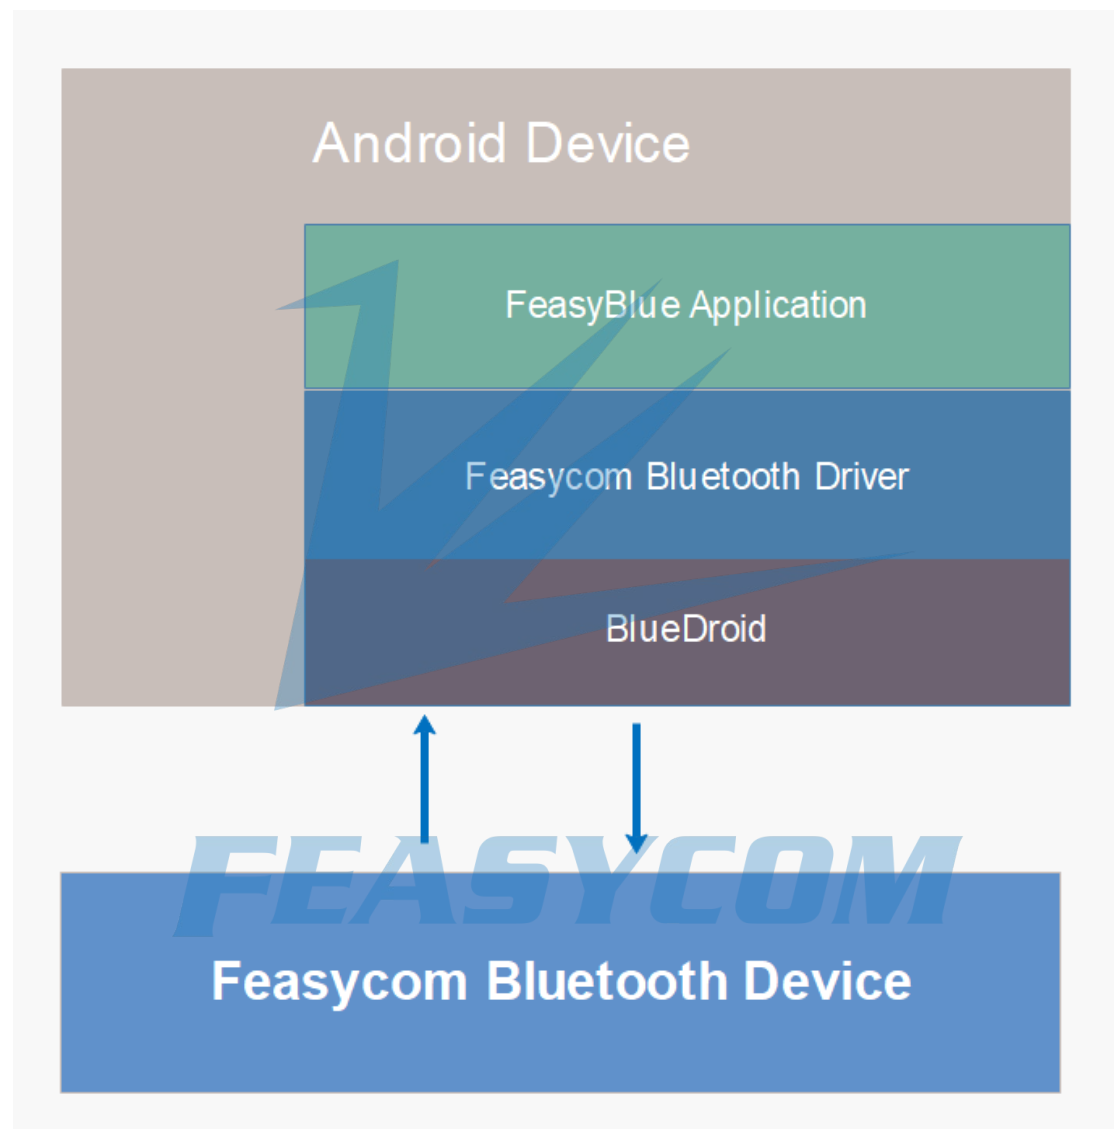 Android Device
FeasyBlue Application
Feasycom Bluetooth Driver
BlueDroid
FEASYCOM
Feasycom Bluetooth Device